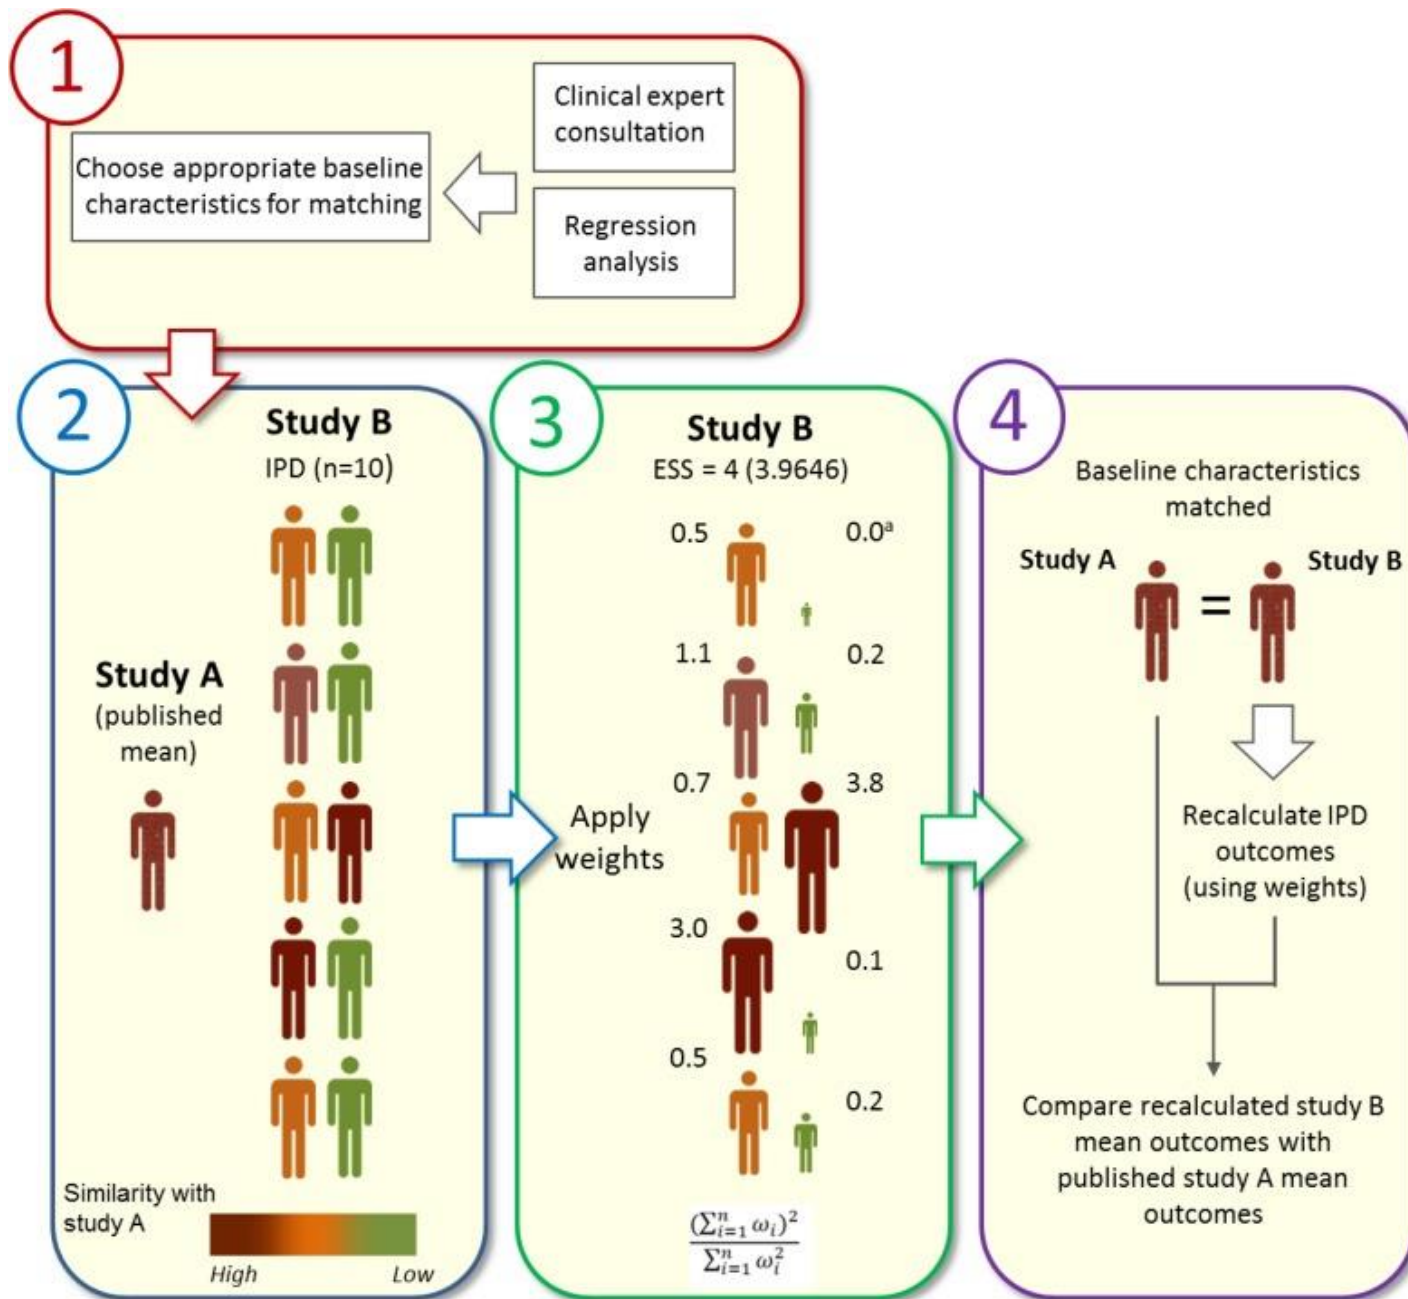 1
Clinical expert
consultation
Choose appropriate baseline
characteristics for matching
Regression
analysis
2
Study B
IPD (n=10)
Study A
(published
mean)
Similarity with
study A
High
Low
3
Study B
ESS = 4 (3.9646)
0.5
0.0ᵃ
1.1
0.2
0.7
3.8
Apply
weights
3.0
0.1
0.5
0.2
(∑ⁿᵢ₌₁ ωᵢ)²
∑ⁿᵢ₌₁ ωᵢ²
4
Baseline characteristics
matched
Study A
=
Study B
Recalculate IPD
outcomes
(using weights)
Compare recalculated study B
mean outcomes with
published study A mean
outcomes